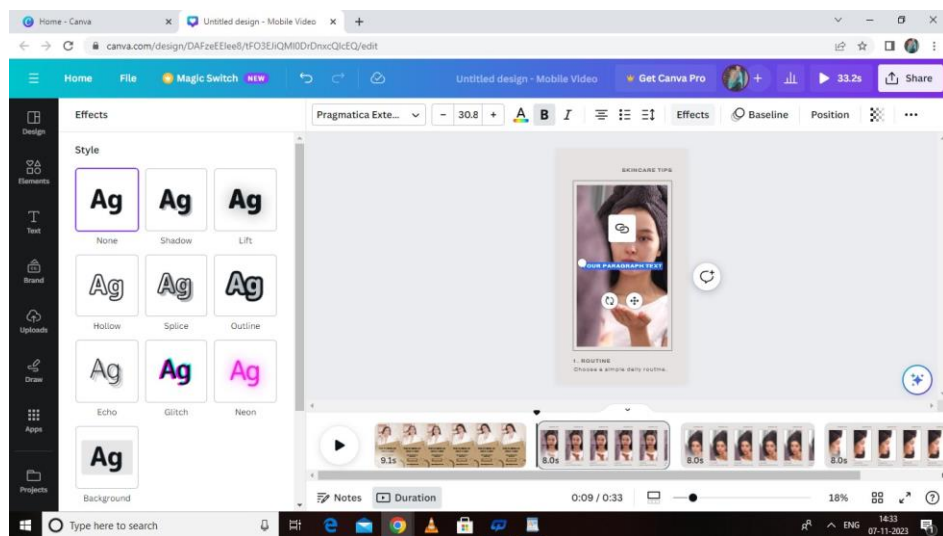 Home - Canva
Untitled design - Mobile Video
canva.com/design/DAFzeEElee8/tFO3EJiQMI0DrDnxcQIcEQ/edit
Home File Magic Switch NEW Untitled design - Mobile Video Get Canva Pro + 33.2s Share
Design
Elements
Text
Brand
Uploads
Draw
Apps
Projects
Effects
Style
Ag Ag Ag
None Shadow Lift
Ag Ag Ag
Hollow Splice Outline
Ag Ag Ag
Echo Glitch Neon
Ag
Background
Pragmatica Exte... - 30.8 + A B I Effects Baseline Position
SKINCARE TIPS
OUR PARAGRAPH TEXT
1. ROUTINE
Choose a simple daily routine.
9.1s 8.0s 8.0s 8.0s
Notes Duration 0:09 / 0:33 18%
Type here to search
ENG
14:33
07-11-2023